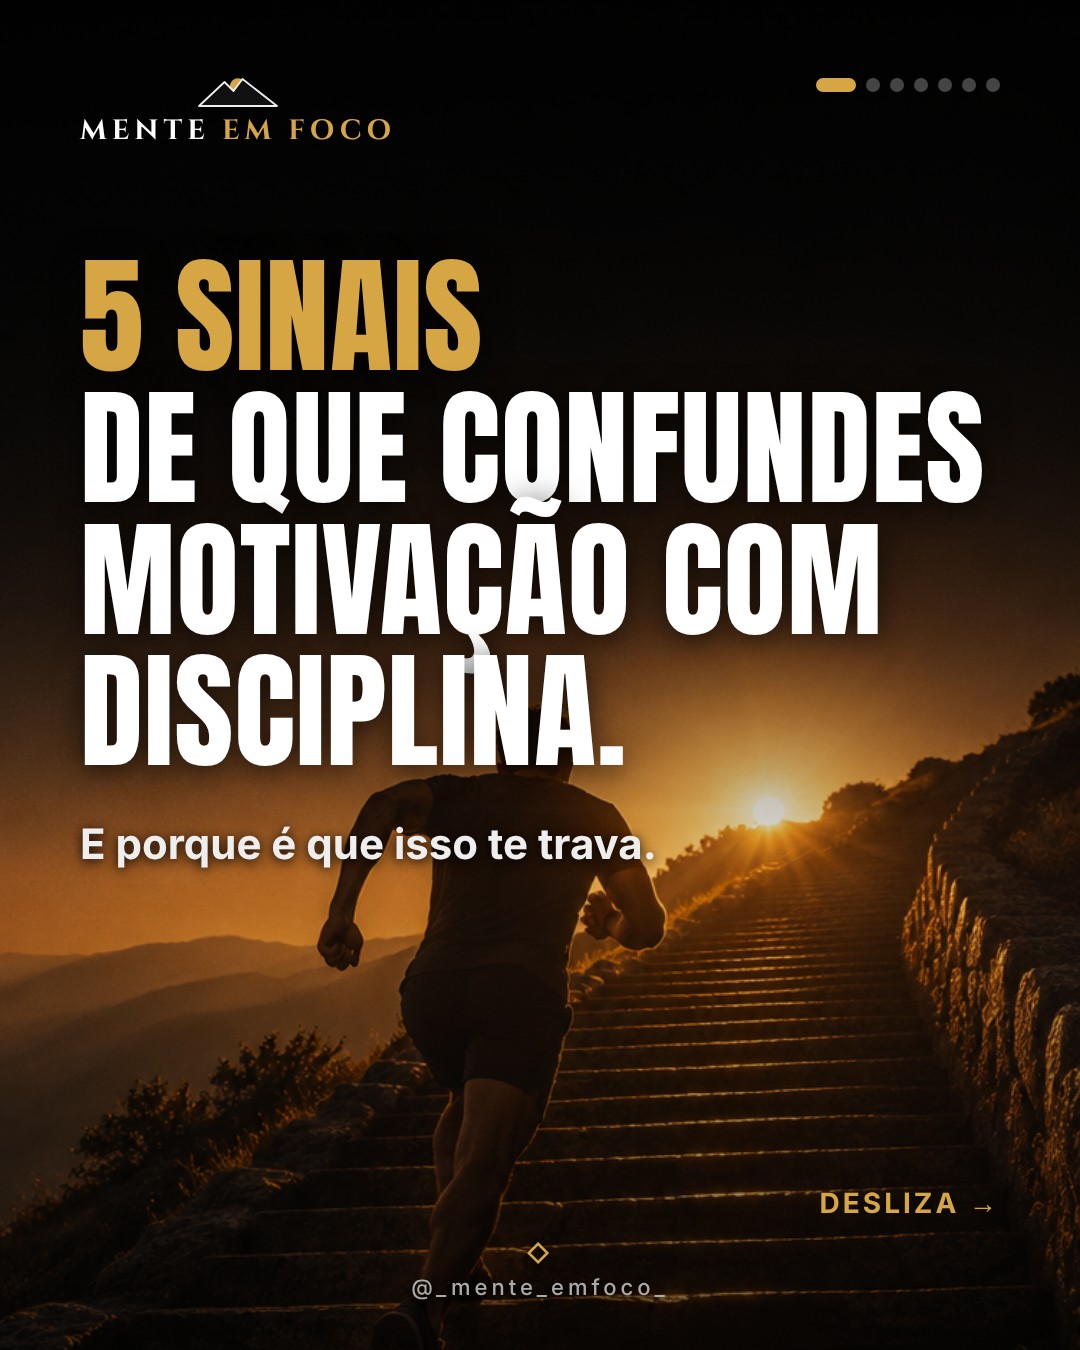 MENTE EM FOCO
5 SINAIS
DE QUE CONFUNDES
MOTIVAÇÃO COM
DISCIPLINA.
E porque é que isso te trava.
DESLIZA →
@_mente_emfoco_